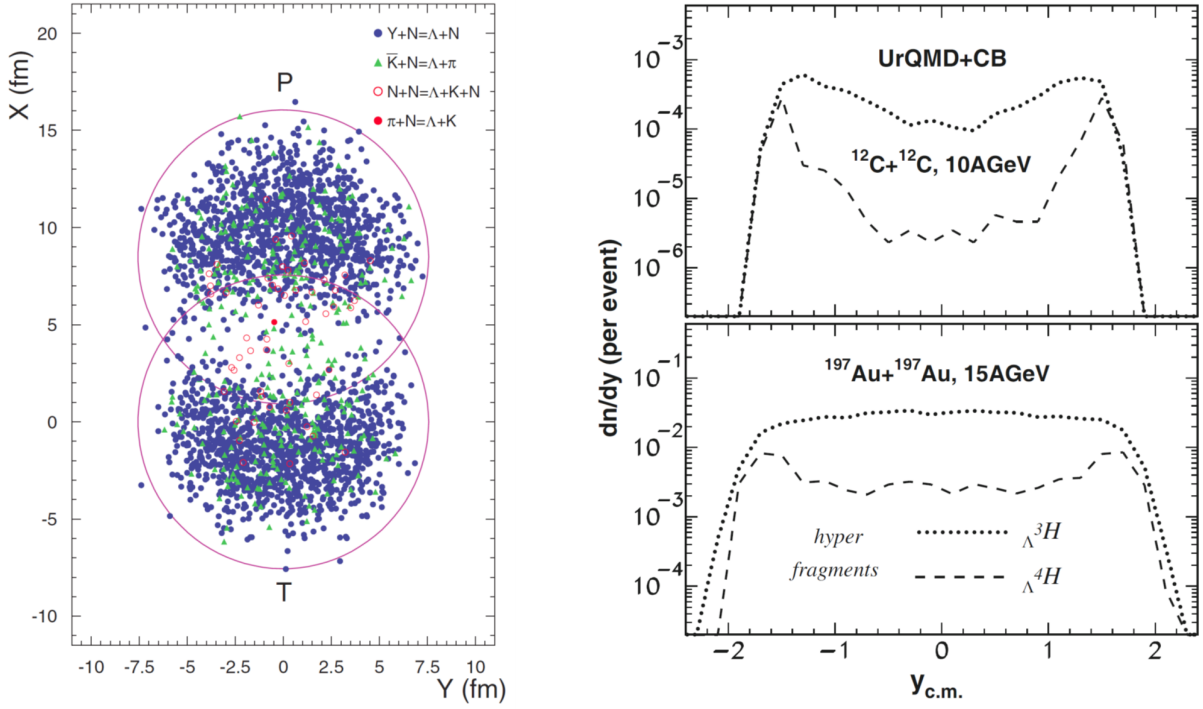 X (fm)
20
15
10
5
0
-5
-10
P
T
Y+N=Λ+N
K̅+N=Λ+π
N+N=Λ+K+N
π+N=Λ+K
-10 -7.5 -5 -2.5 0 2.5 5 7.5 10
Y (fm)
dn/dy (per event)
10⁻³
10⁻⁴
10⁻⁵
10⁻⁶
UrQMD+CB
¹²C+¹²C, 10AGeV
10⁻¹
10⁻²
10⁻³
10⁻⁴
¹⁹⁷Au+¹⁹⁷Au, 15AGeV
hyper
fragments
Λ³H
Λ⁴H
−2 −1 0 1 2
y c.m.